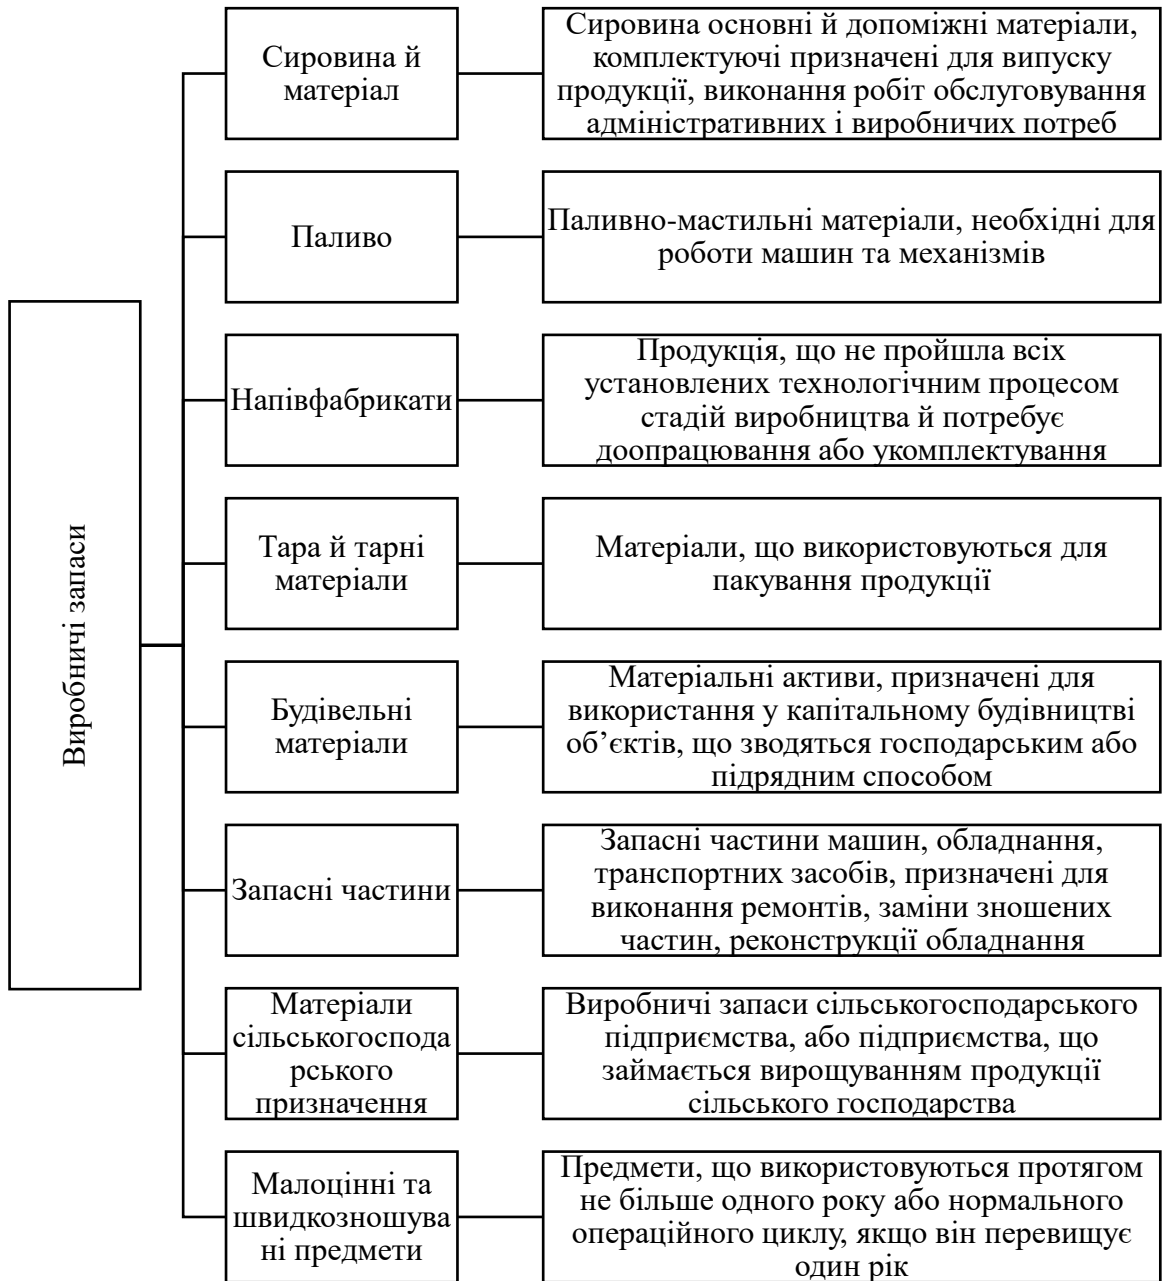 Виробничі запаси
Сировина й
матеріал
Сировина основні й допоміжні матеріали,
комплектуючі призначені для випуску
продукції, виконання робіт обслуговування
адміністративних і виробничих потреб
Паливо
Паливно-мастильні матеріали, необхідні для
роботи машин та механізмів
Напівфабрикати
Продукція, що не пройшла всіх
установлених технологічним процесом
стадій виробництва й потребує
доопрацювання або укомплектування
Тара й тарні
матеріали
Матеріали, що використовуються для
пакування продукції
Будівельні
матеріали
Матеріальні активи, призначені для
використання у капітальному будівництві
об’єктів, що зводяться господарським або
підрядним способом
Запасні частини
Запасні частини машин, обладнання,
транспортних засобів, призначені для
виконання ремонтів, заміни зношених
частин, реконструкції обладнання
Матеріали
сільськогоспода
рського
призначення
Виробничі запаси сільськогосподарського
підприємства, або підприємства, що
займається вирощуванням продукції
сільського господарства
Малоцінні та
швидкозношува
ні предмети
Предмети, що використовуються протягом
не більше одного року або нормального
операційного циклу, якщо він перевищує
один рік